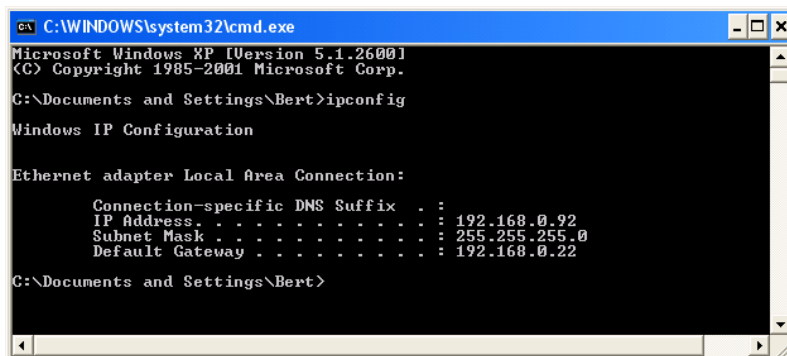 C:\WINDOWS\system32\cmd.exe
Microsoft Windows XP [Version 5.1.2600]
(C) Copyright 1985-2001 Microsoft Corp.
C:\Documents and Settings\Bert>ipconfig
Windows IP Configuration
Ethernet adapter Local Area Connection:
Connection-specific DNS Suffix  . :
IP Address. . . . . . . . . . . . : 192.168.0.92
Subnet Mask . . . . . . . . . . . : 255.255.255.0
Default Gateway . . . . . . . . . : 192.168.0.22
C:\Documents and Settings\Bert>